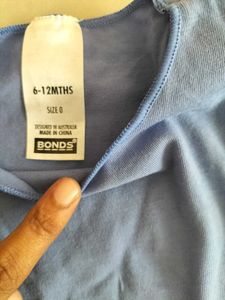 6-12MTHS
SIZE 0
DESIGNED IN AUSTRALIA
MADE IN CHINA
BONDS